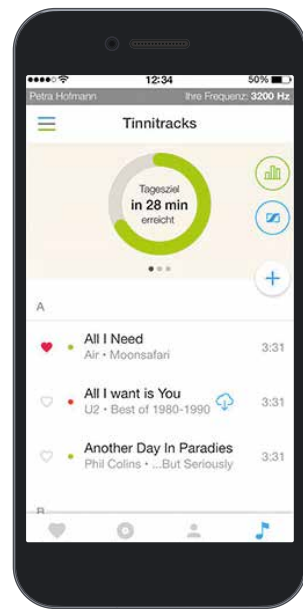 12:34
50%
Petra Hofmann
Ihre Frequenz: 3200 Hz
Tinnitracks
Tagesziel
in 28 min
erreicht
A
All I Need
Air • Moonsafari
3:31
All I want is You
U2 • Best of 1980-1990
3:31
Another Day In Paradies
Phil Colins • ...But Seriously
3:31
B